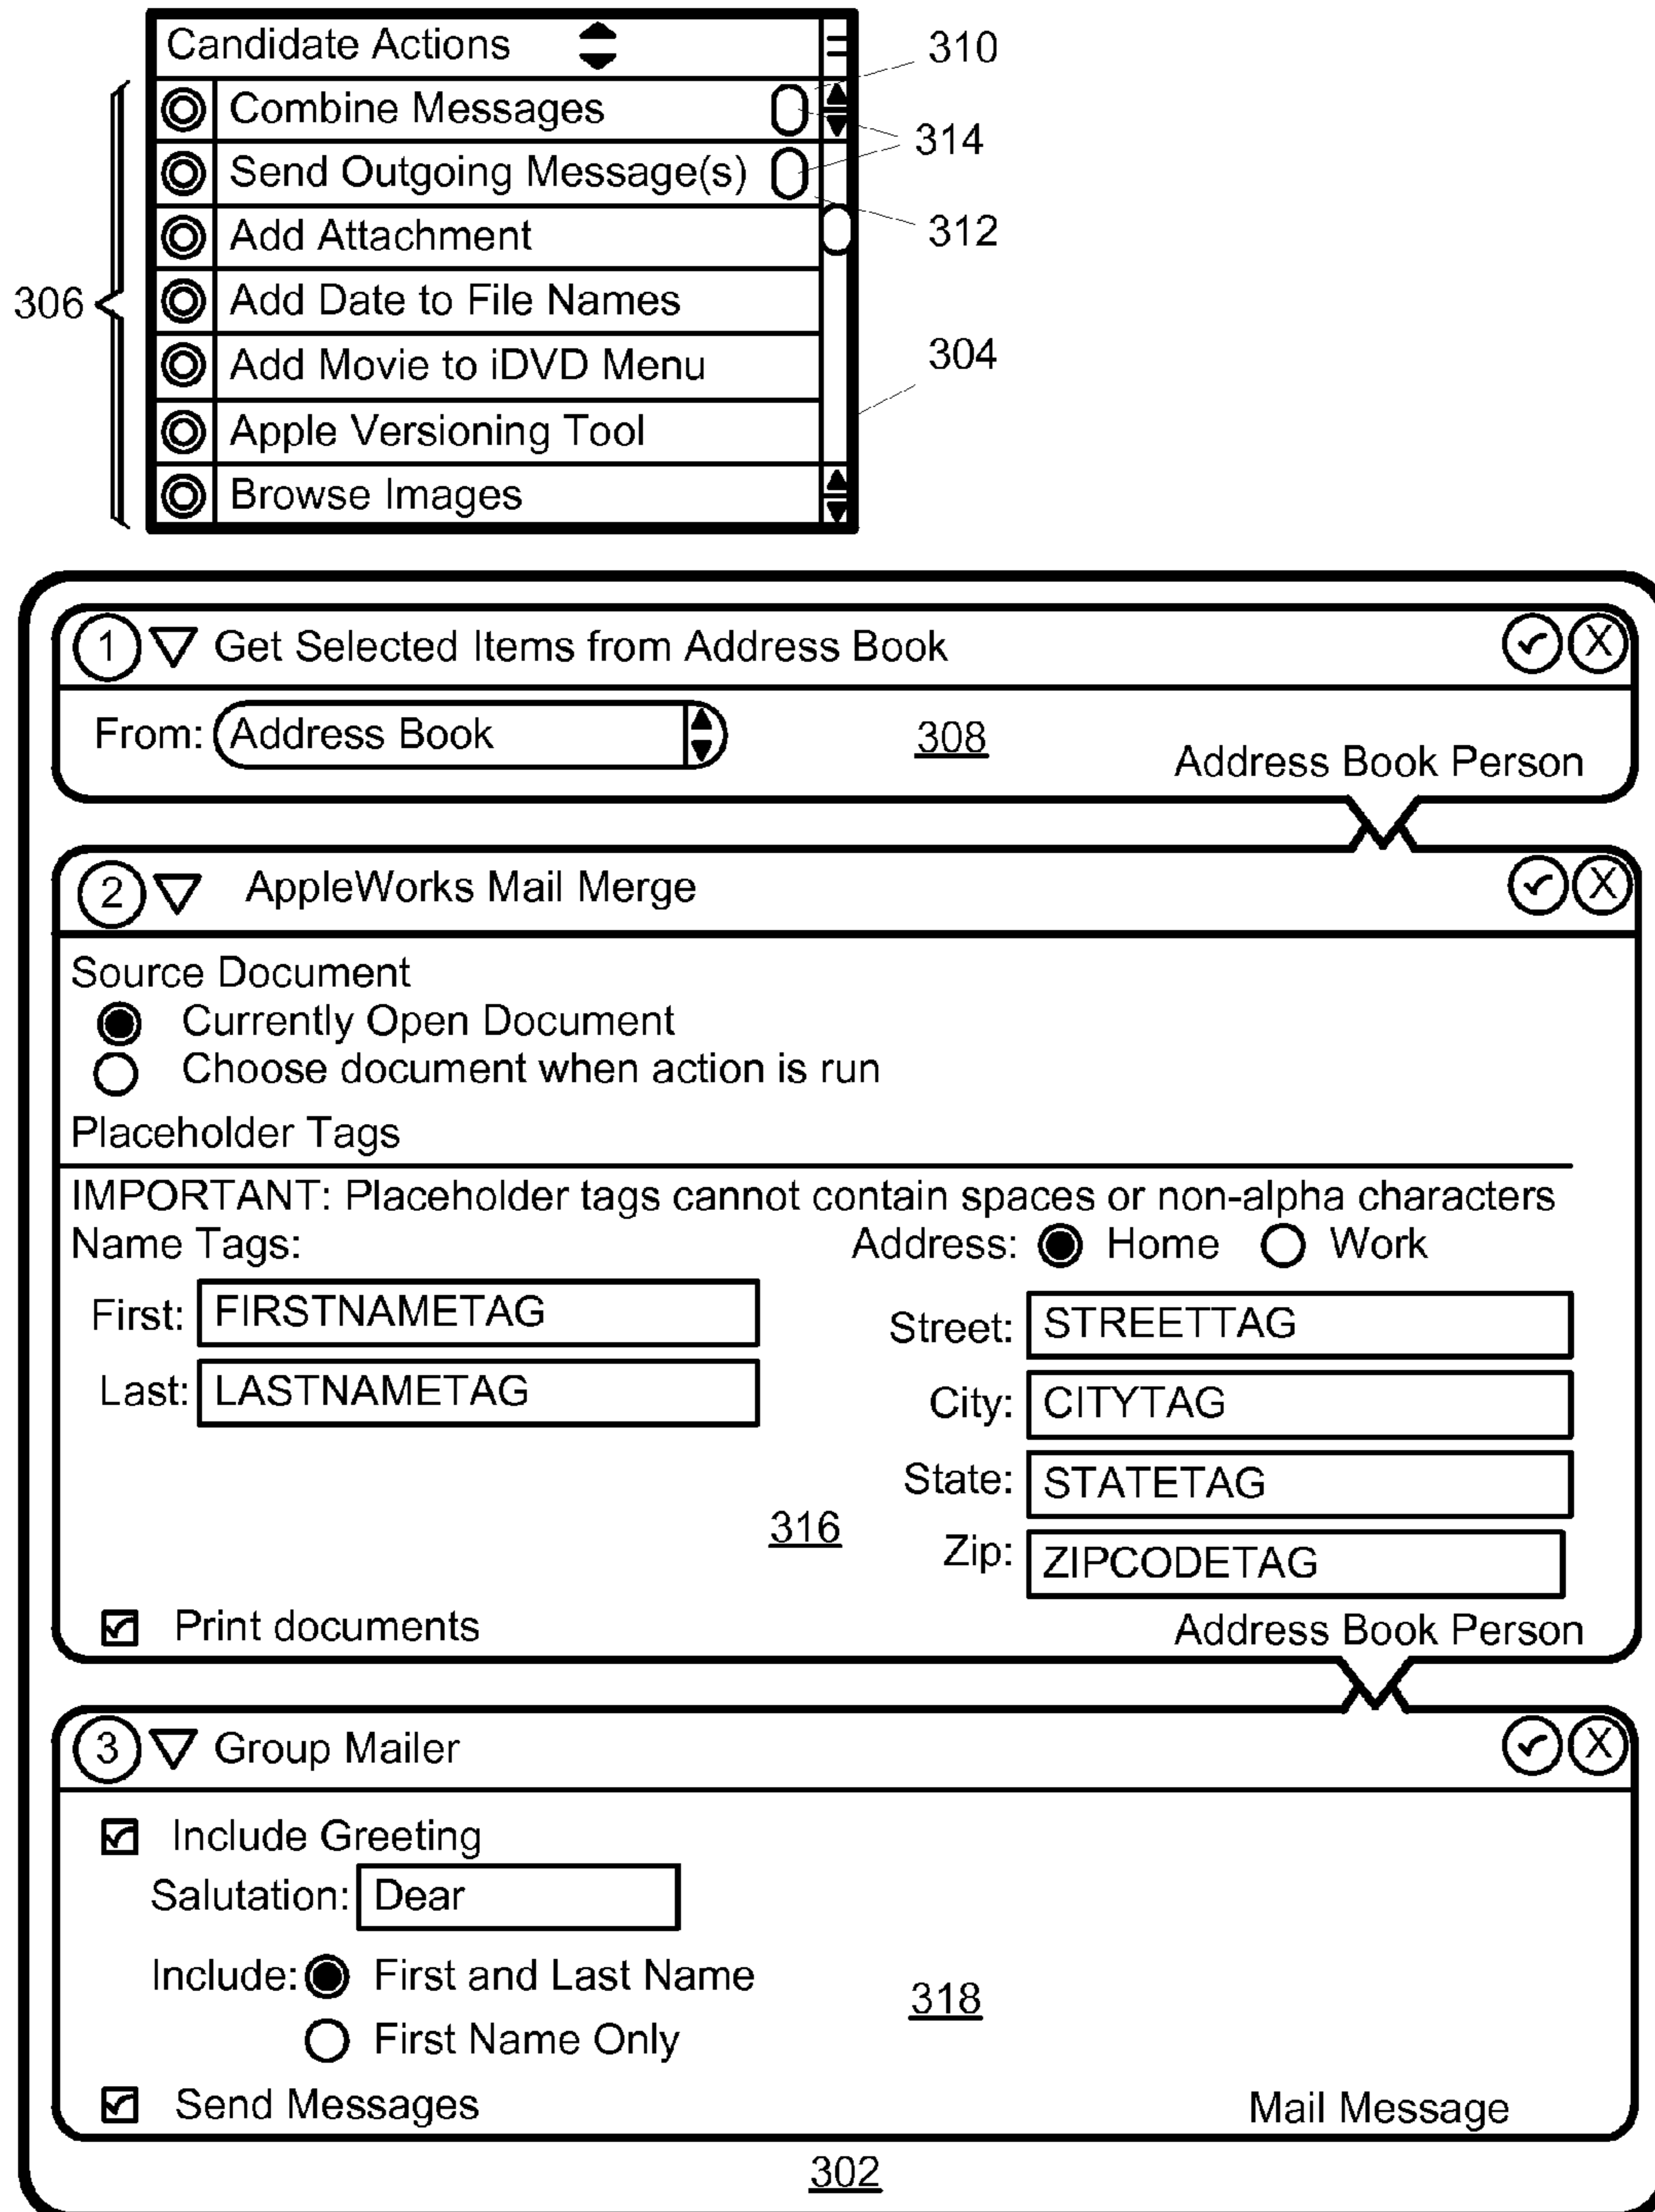 Candidate Actions
310
Combine Messages
314
Send Outgoing Message(s)
312
Add Attachment
306
Add Date to File Names
304
Add Movie to iDVD Menu
Apple Versioning Tool
Browse Images
1 Get Selected Items from Address Book X
From: Address Book 308
Address Book Person
2 AppleWorks Mail Merge X
Source Document
Currently Open Document
Choose document when action is run
Placeholder Tags
IMPORTANT: Placeholder tags cannot contain spaces or non-alpha characters
Name Tags: Address: Home Work
First: FIRSTNAMETAG Street: STREETTAG
Last: LASTNAMETAG City: CITYTAG
State: STATETAG
316
Zip: ZIPCODETAG
Print documents Address Book Person
3 Group Mailer X
Include Greeting
Salutation: Dear
Include: First and Last Name
318
First Name Only
Send Messages Mail Message
302